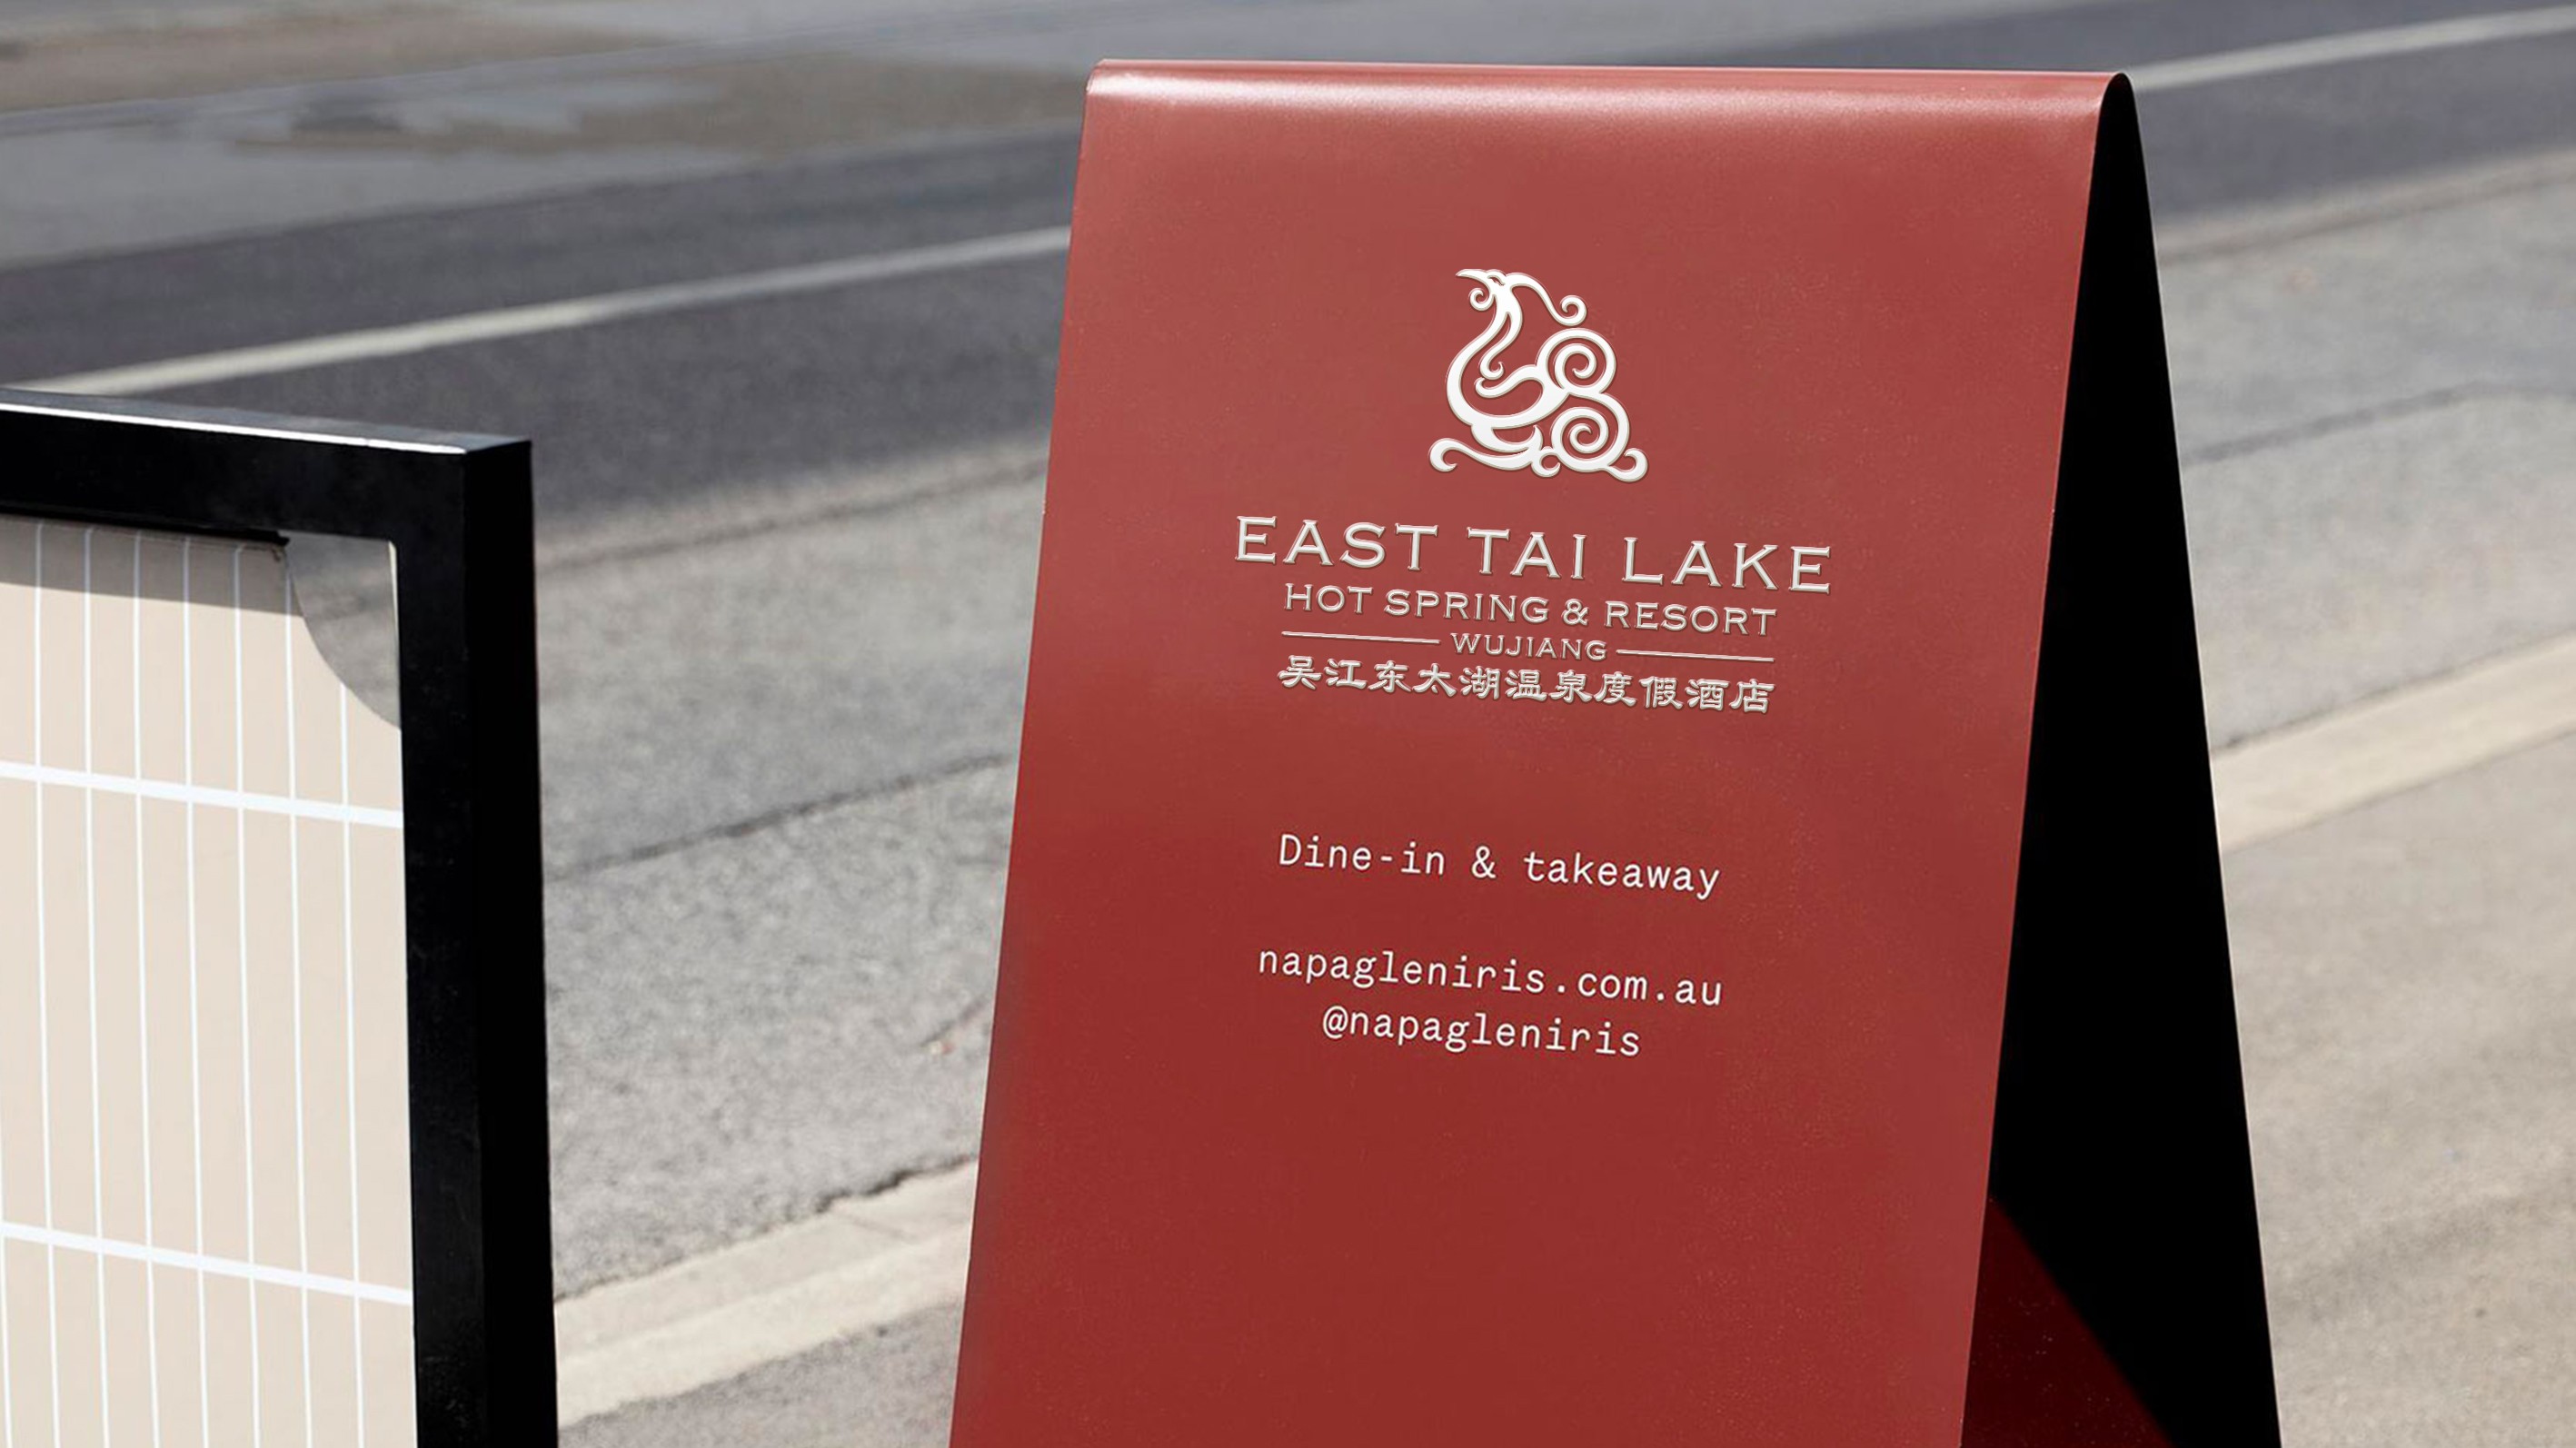 EAST TAI LAKE
HOT SPRING & RESORT
WUJIANG
吴江东太湖温泉度假酒店
Dine-in & takeaway
napagleniris.com.au
@napagleniris